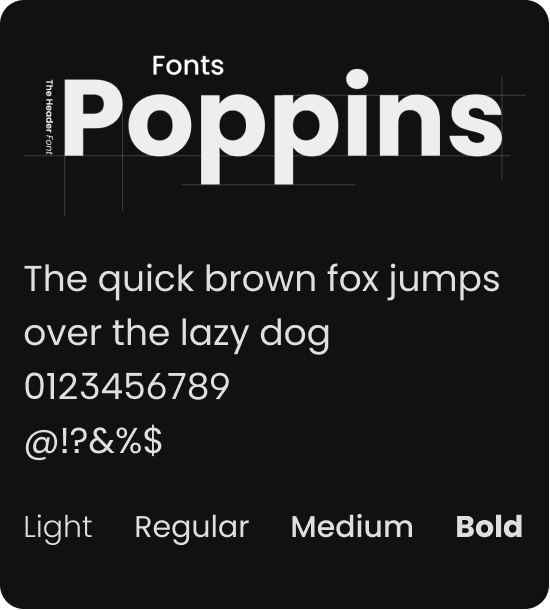 Fonts
The Header Font
Poppins
The quick brown fox jumps
over the lazy dog
0123456789
@!?&%$
Light Regular Medium Bold